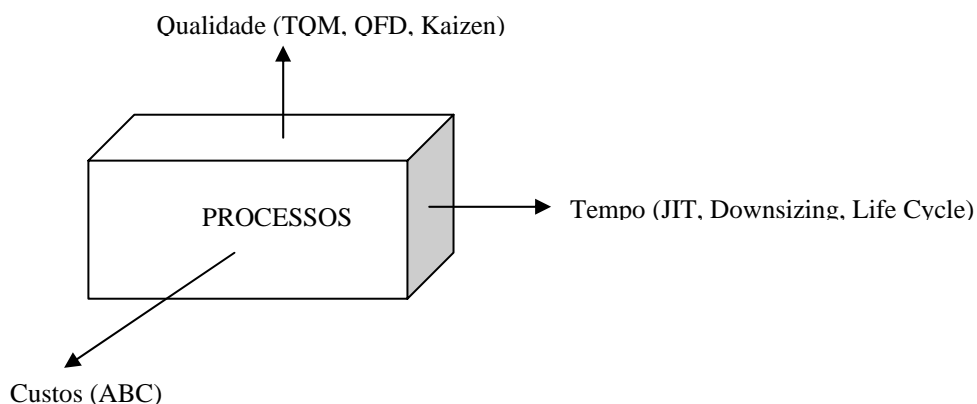 Qualidade (TQM, QFD, Kaizen)
PROCESSOS
Tempo (JIT, Downsizing, Life Cycle)
Custos (ABC)